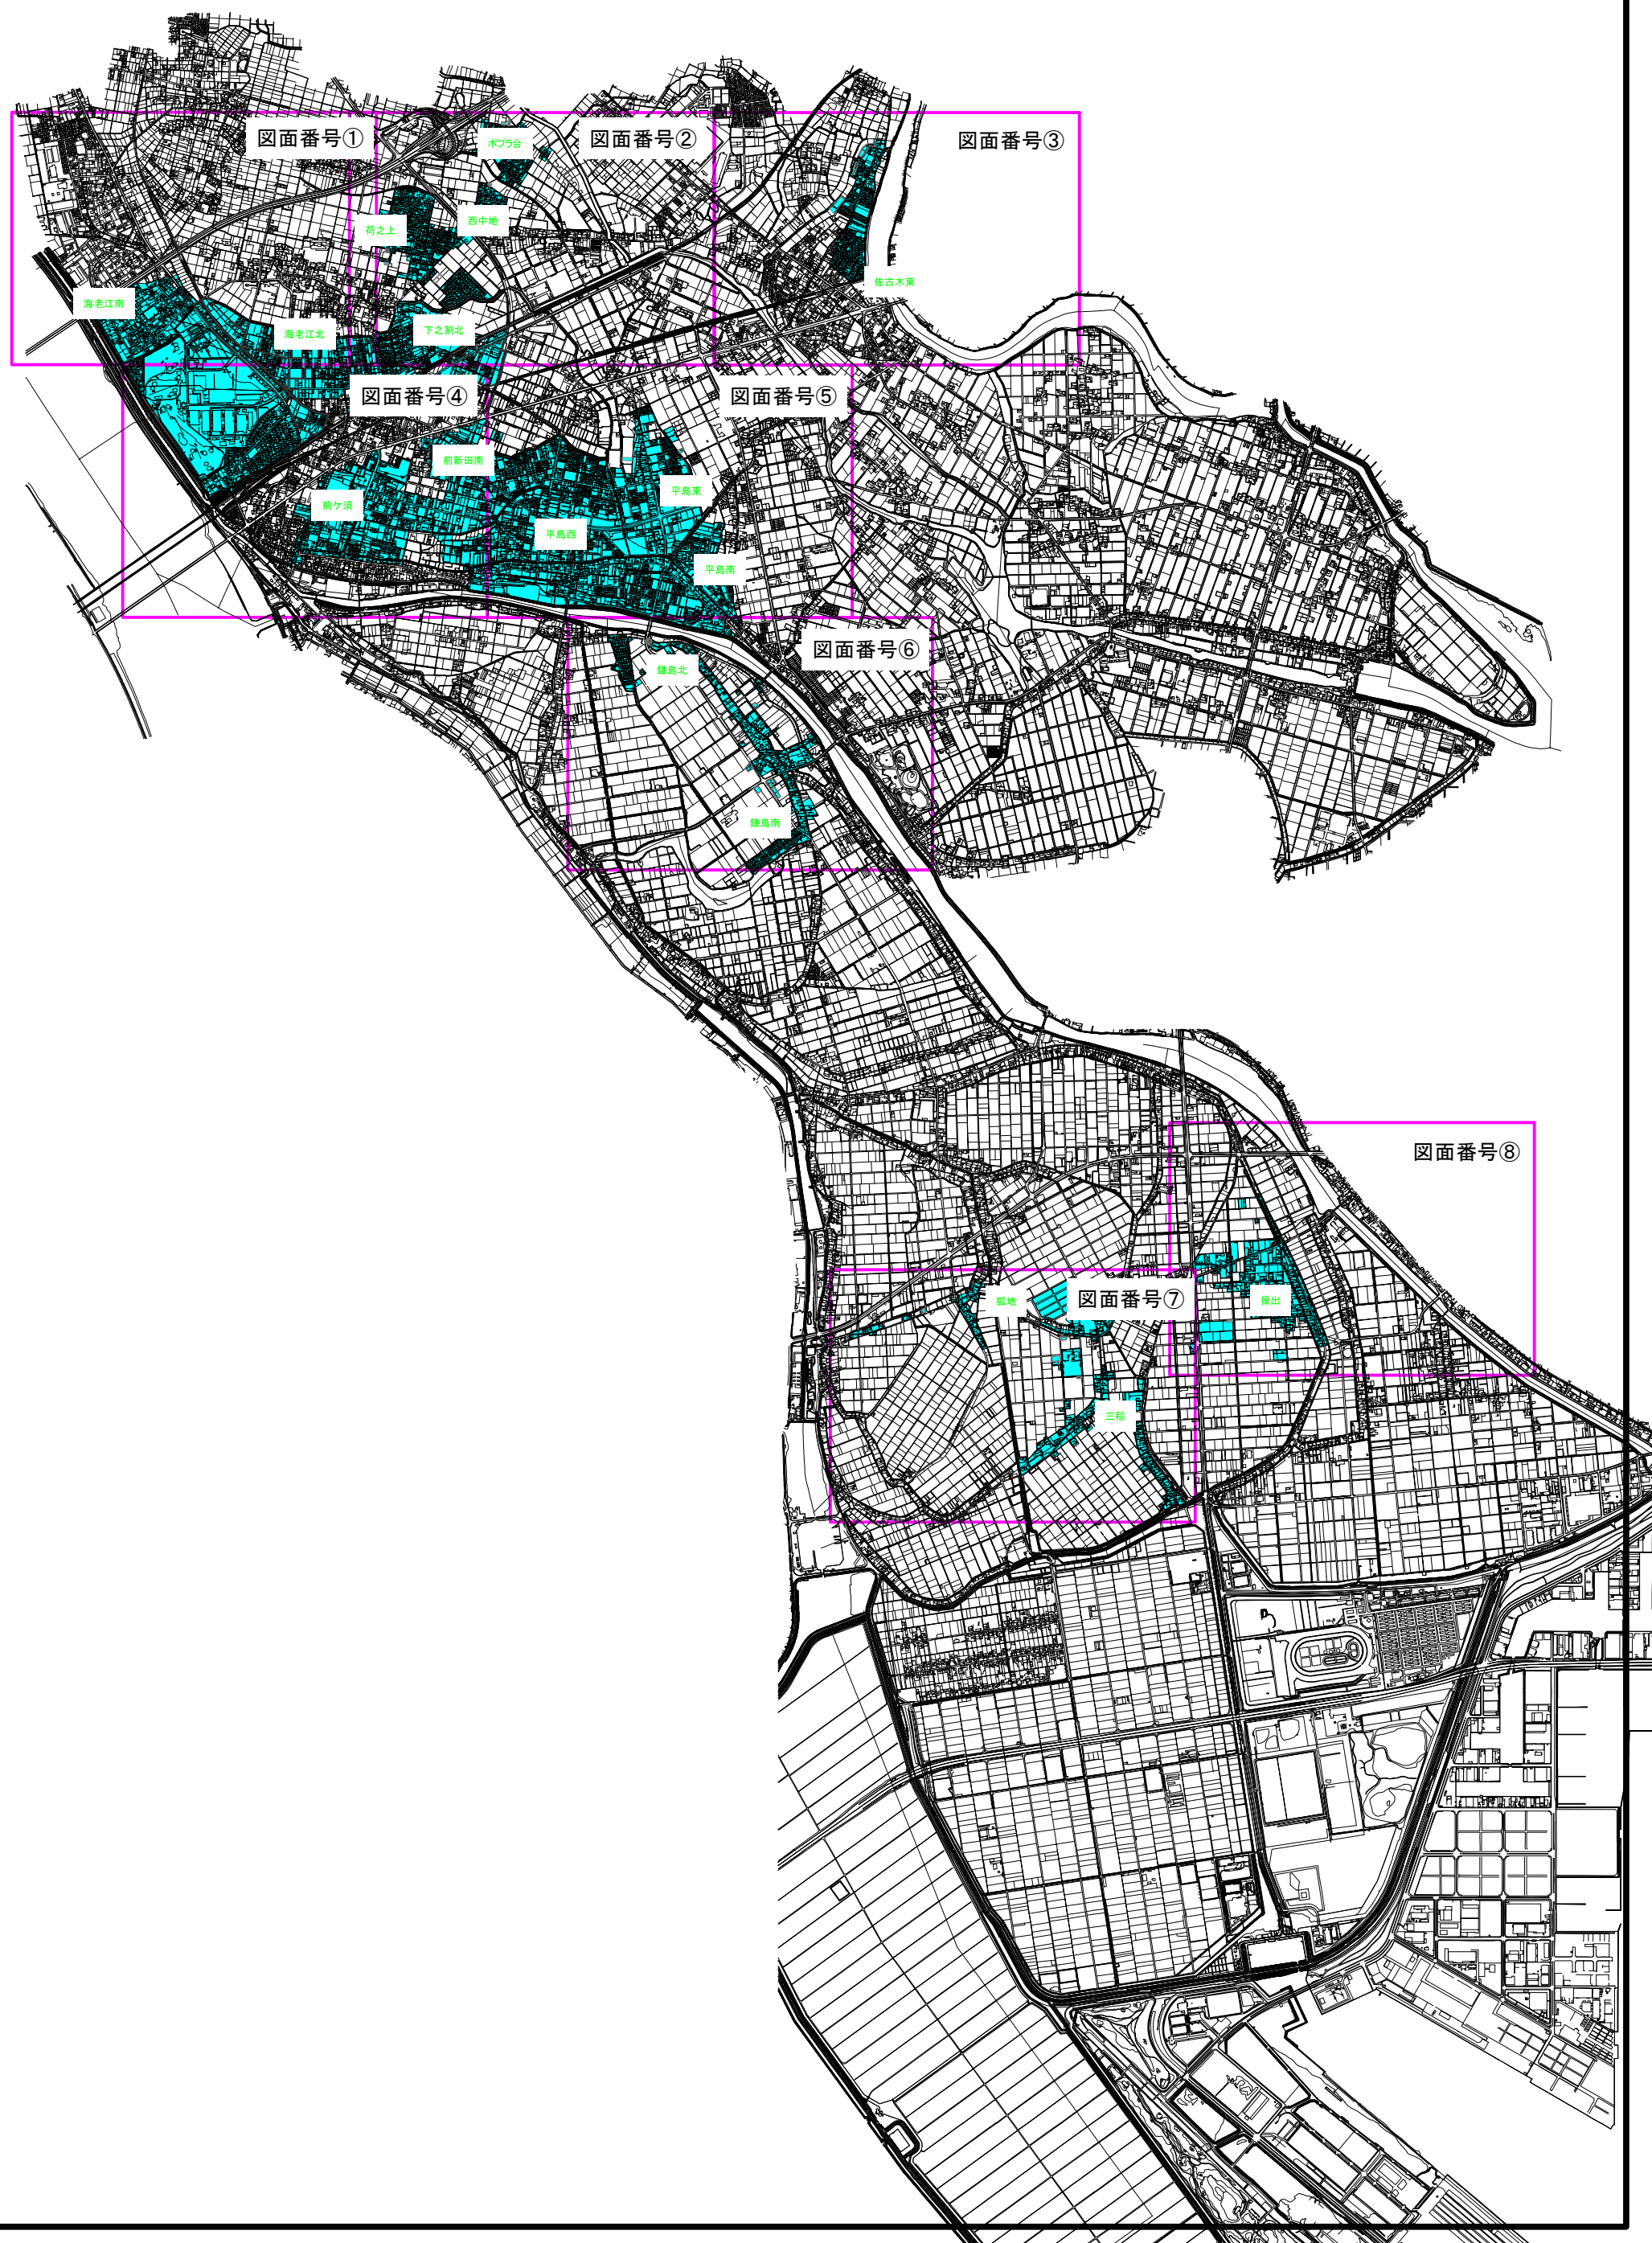 図面番号①
図面番号②
図面番号③
ポプラ台
西中地
荷之上
佐古木東
海老江南
海老江北
下之割北
図面番号④
図面番号⑤
前新田南
平島東
前ケ須
平島西
平島南
図面番号⑥
鎌島北
鎌島南
図面番号⑧
狐地
図面番号⑦
操出
三稲